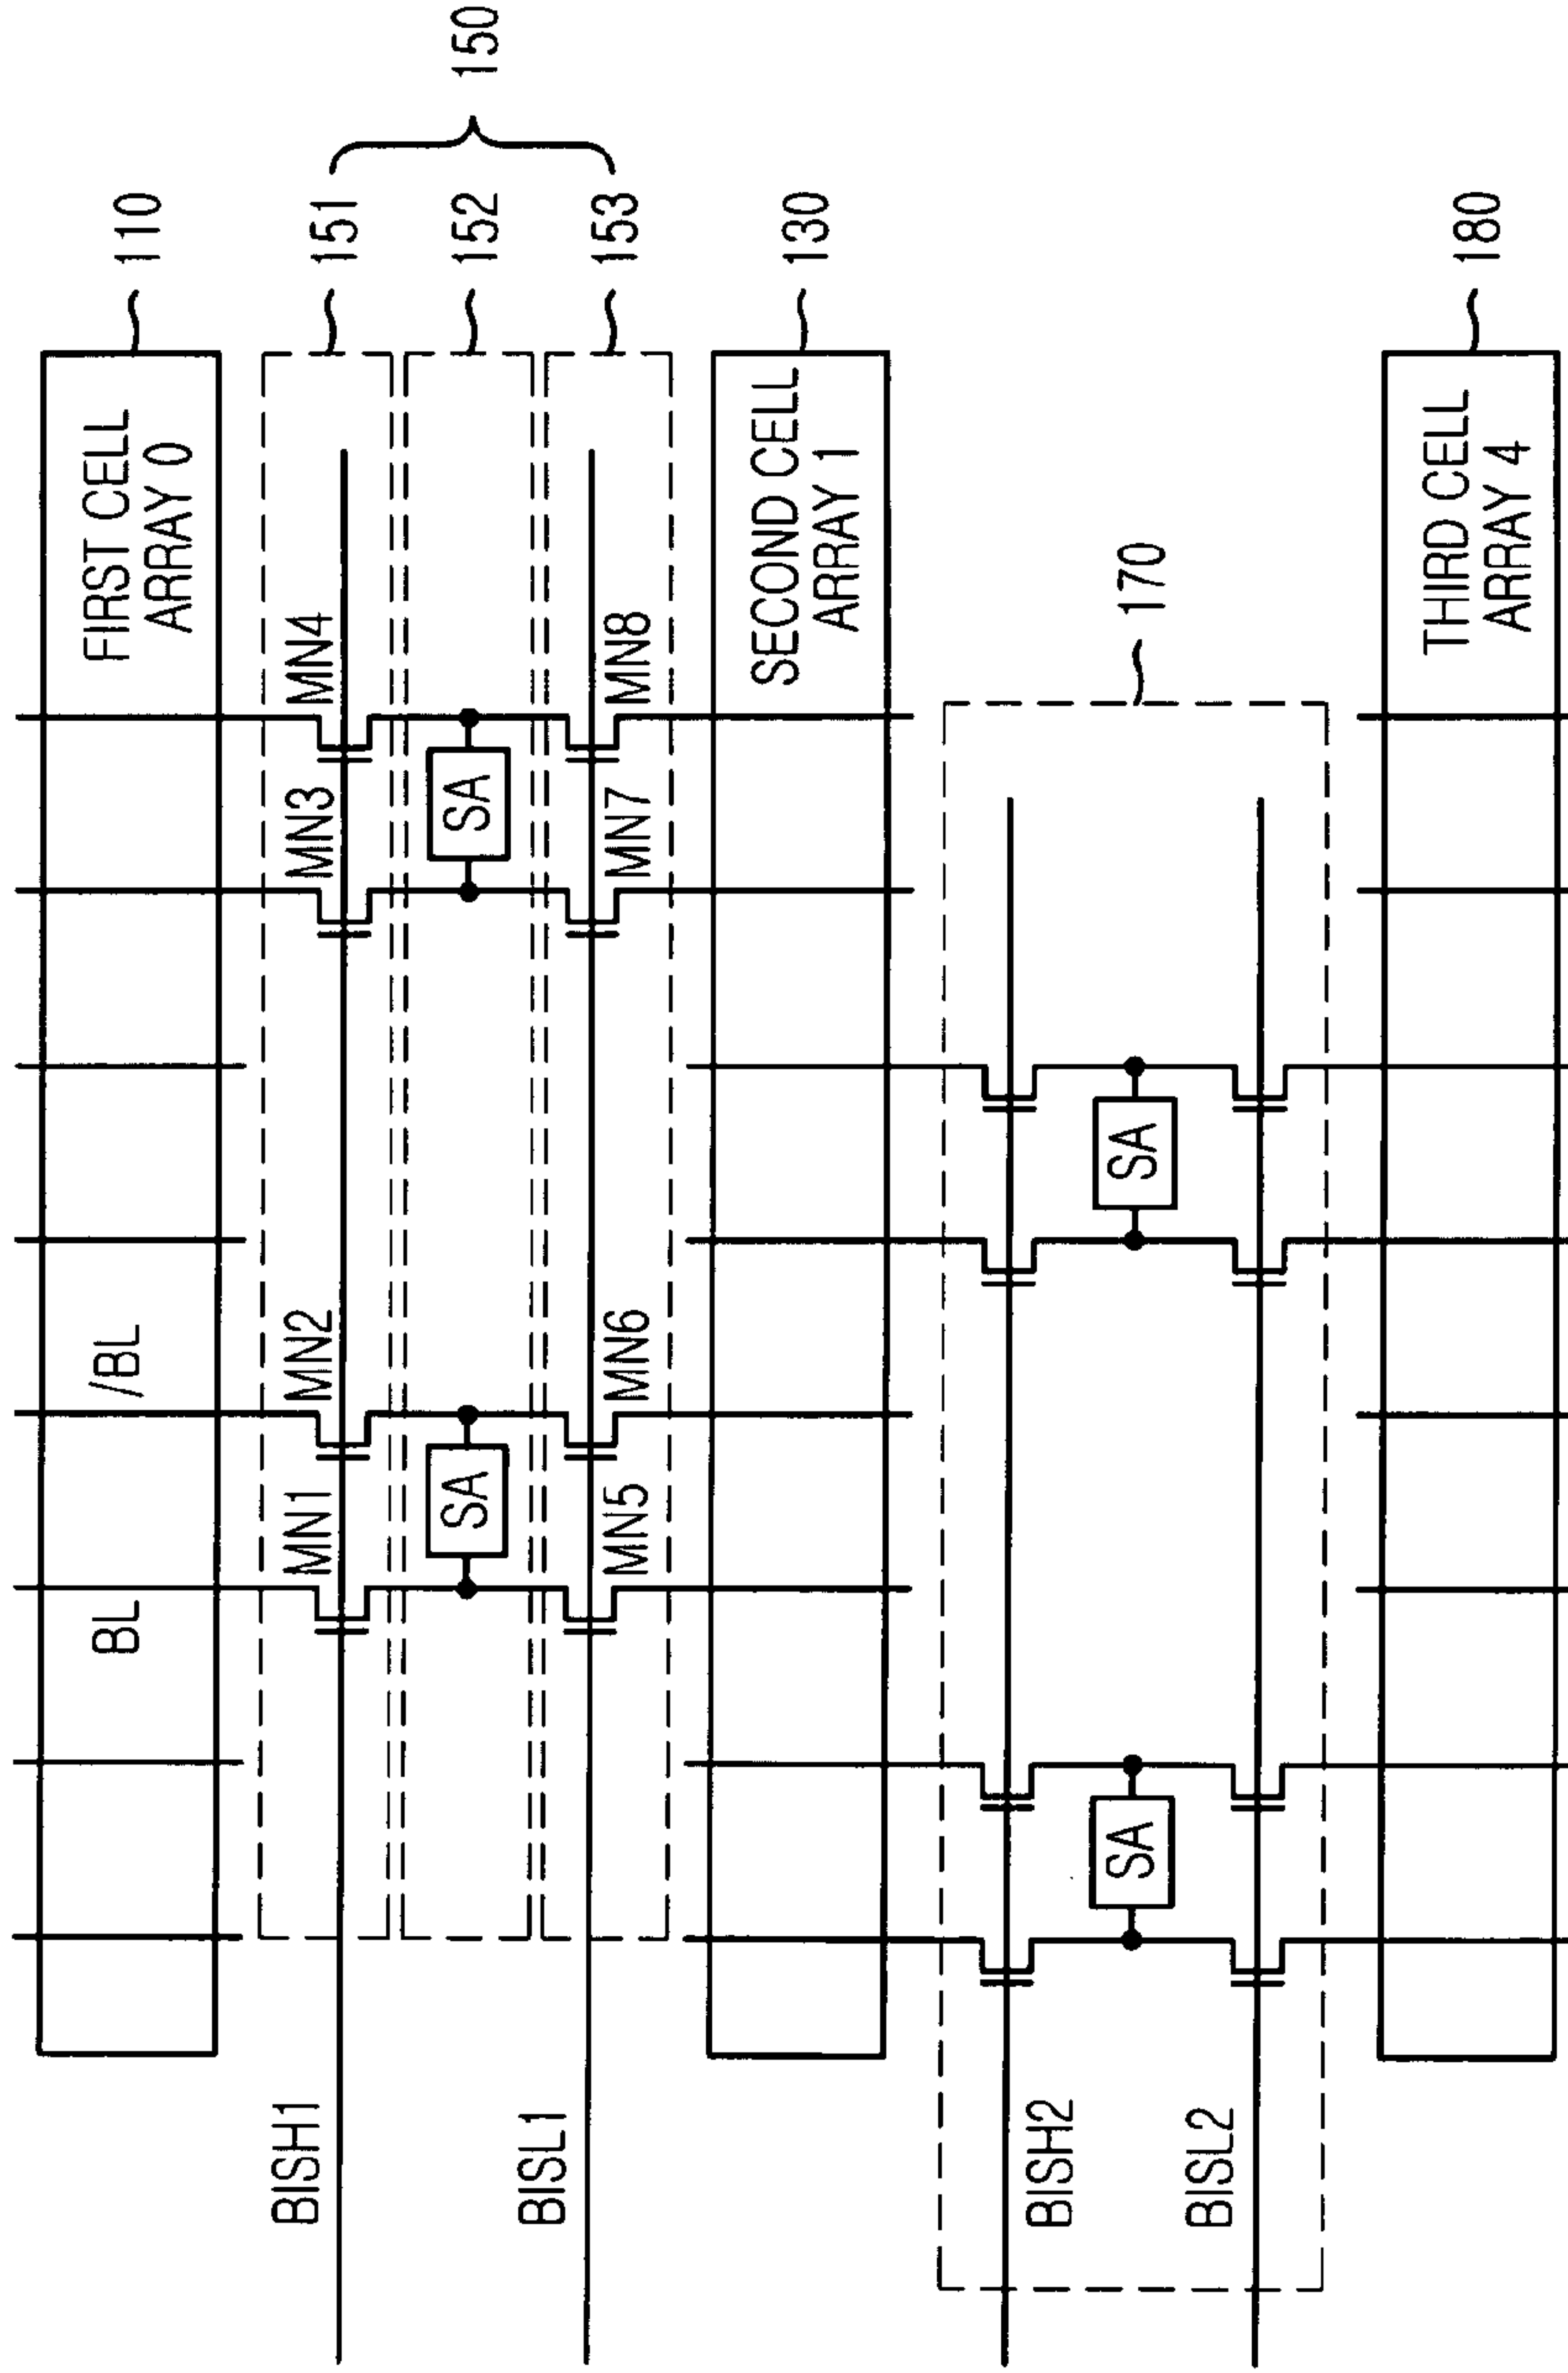 150
110
151
152
153
130
180
FIRST CELL
ARRAY 0
SECOND CELL
ARRAY 1
THIRD CELL
ARRAY 4
170
MN4
MN8
MN3
SA
MN7
SA
/BL
MN2
MN6
MN1
SA
MN5
BL
SA
BISH1
BISL1
BISH2
BISL2